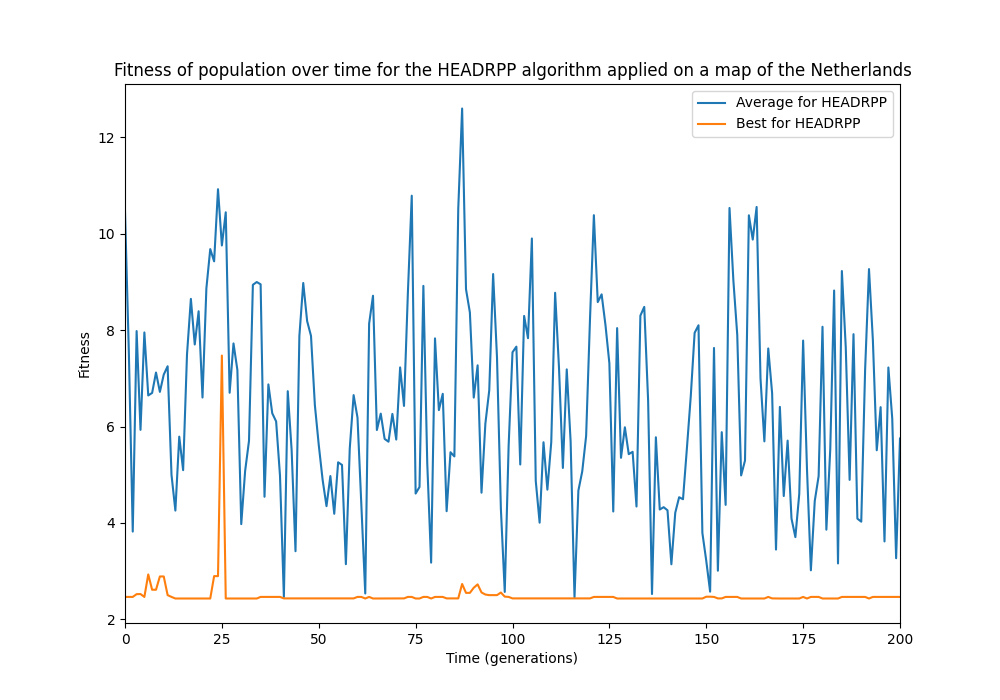 Fitness of population over time for the HEADRPP algorithm applied on a map of the Netherlands
Average for HEADRPP
Best for HEADRPP
Fitness
12
10
8
6
4
2
0 25 50 75 100 125 150 175 200
Time (generations)